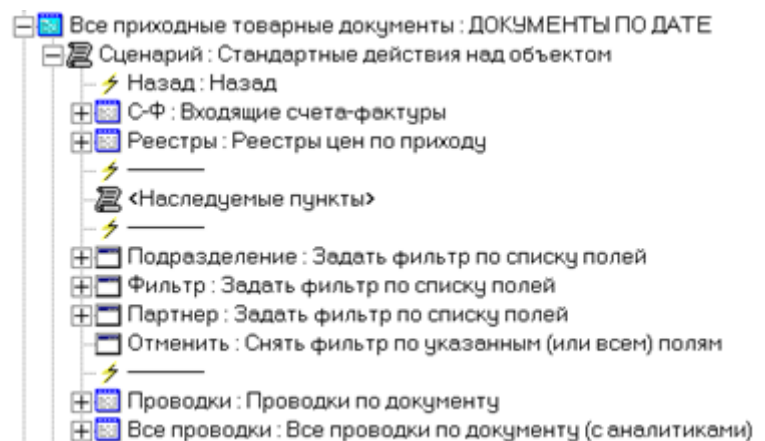 Все приходные товарные документы : ДОКУМЕНТЫ ПО ДАТЕ
Сценарий : Стандартные действия над объектом
Назад : Назад
С-Ф : Входящие счета-фактуры
Реестры : Реестры цен по приходу
<Наследуемые пункты>
Подразделение : Задать фильтр по списку полей
Фильтр : Задать фильтр по списку полей
Партнер : Задать фильтр по списку полей
Отменить : Снять фильтр по указанным (или всем) полям
Проводки : Проводки по документу
Все проводки : Все проводки по документу (с аналитиками)